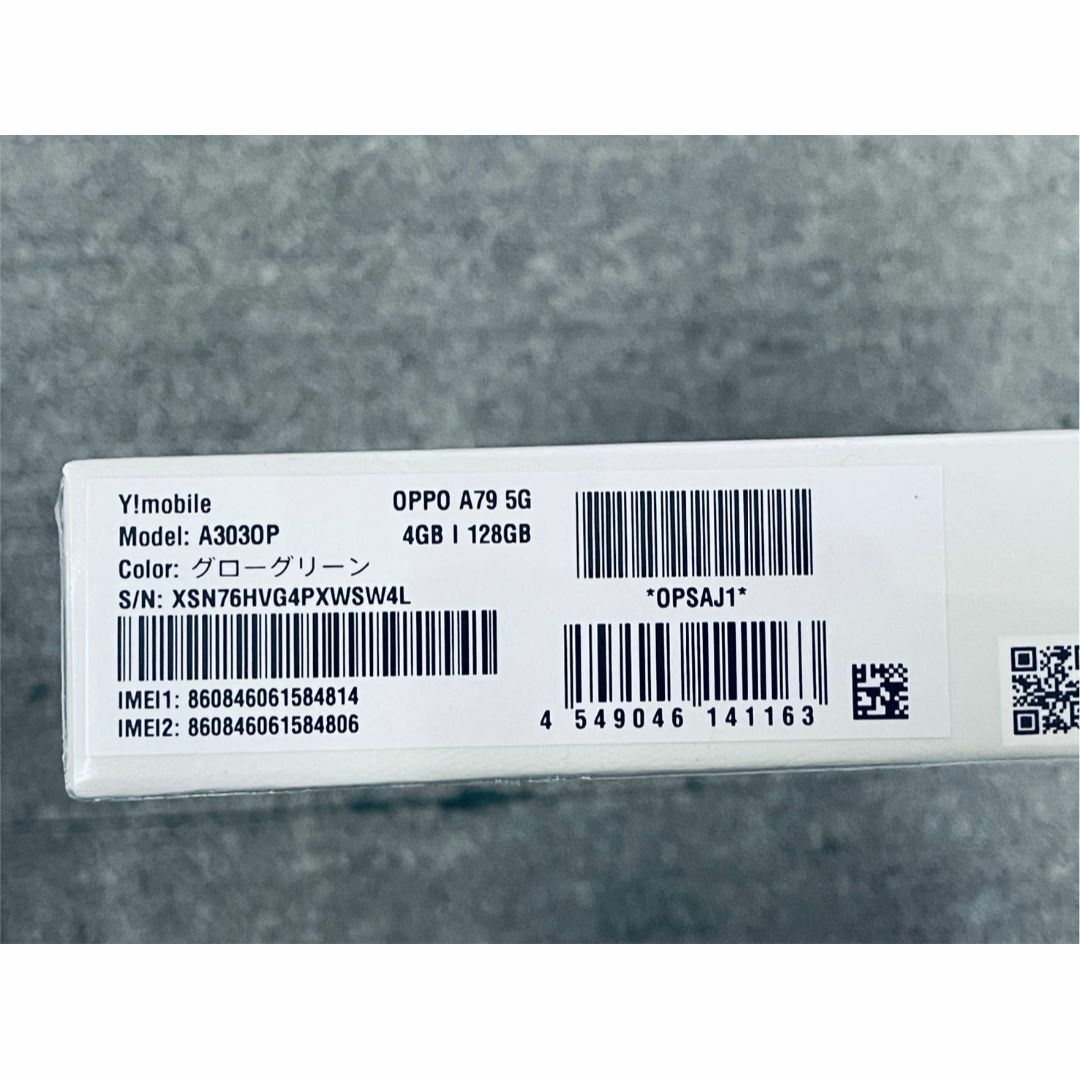 Y!mobile
OPPO A79 5G
Model: A303OP
4GB | 128GB
Color: グローグリーン
S/N: XSN76HVG4PXWSW4L
*OPSAJ1*
IMEI1: 860846061584814
IMEI2: 860846061584806
4 549046 141163